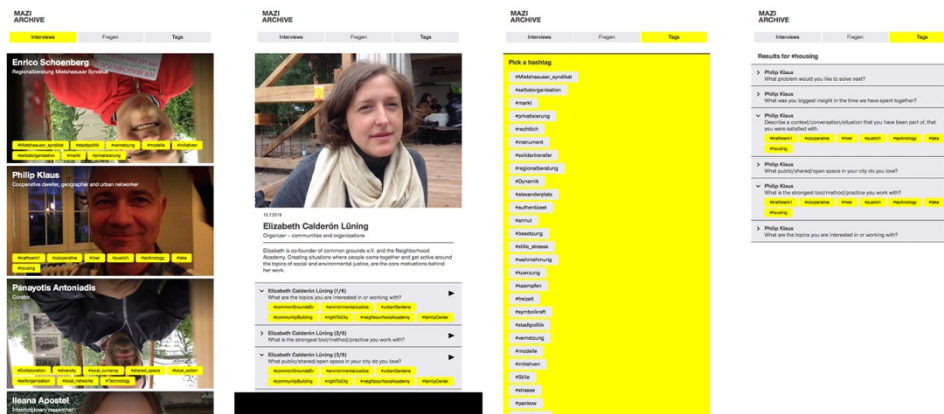 MAZI
ARCHIVE
Interviews
Fragen
Tags
Enrico Schoenberg
Regionalberatung Mietshaeuser Syndikat
#Mietshaeuser_syndikat #stadtpolitik #vernetzung #modelle #initiativen
#selbstorganisation #markt #privatisierung
Philip Klaus
Cooperative dweller, geographer and urban networker
#kraftwerk1 #cooperative #river #zuerich #technology #lake
#housing
Panayotis Antoniadis
Curator
#Collaboration #diversity #local_currency #shared_space #local_action
#selforganisation #local_networks #Technology
Ileana Apostol
Interdisciplinary researcher
MAZI
ARCHIVE
Interviews
Fragen
Tags
10.7.2016
Elizabeth Calderón Lüning
Organizer – communities and organizations
Elizabeth is co-founder of common-grounds e.V. and the Neighborhood
Academy. Creating situations where people come together and get active around
the topics of social and environmental justice, are the core motivations behind
her work.
Elizabeth Calderón Lüning (1/6)
What are the topics you are interested in or working with?
#commonGroundsEv #environmentalJustice #urbanGardens
#communityBuilding #rightToCity #neighbourhoodAcademy #familyCenter
Elizabeth Calderón Lüning (2/6)
What is the strongest tool/method/practice you work with?
Elizabeth Calderón Lüning (3/6)
What public/shared/open space in your city do you love?
#commonGroundsEv #environmentalJustice #urbanGardens
#communityBuilding #rightToCity #neighbourhoodAcademy #familyCenter
MAZI
ARCHIVE
Interviews
Fragen
Tags
Pick a hashtag
#Mietshaeuser_syndikat
#selbstorganisation
#markt
#privatisierung
#rechtlich
#instrument
#solidartransfer
#regionalberatung
#Dynamik
#alexanderplatz
#authentizaet
#armut
#besetzung
#stille_strasse
#wahrnehmung
#kuerzung
#kaempfen
#freizeit
#symbolkraft
#stadtpolitik
#vernetzung
#modelle
#initiativen
#Stille
#strasse
#pankow
MAZI
ARCHIVE
Interviews
Fragen
Tags
Results for #housing
Philip Klaus
What problem would you like to solve next?
Philip Klaus
What was you biggest insight in the time we have spent together?
Philip Klaus
Describe a context/conversation/situation that you have been part of, that
you were satisfied with.
#kraftwerk1 #cooperative #river #zuerich #technology #lake
#housing
Philip Klaus
What public/shared/open space in your city do you love?
Philip Klaus
What is the strongest tool/method/practice you work with?
#kraftwerk1 #cooperative #river #zuerich #technology #lake
#housing
Philip Klaus
What are the topics you are interested in or working with?